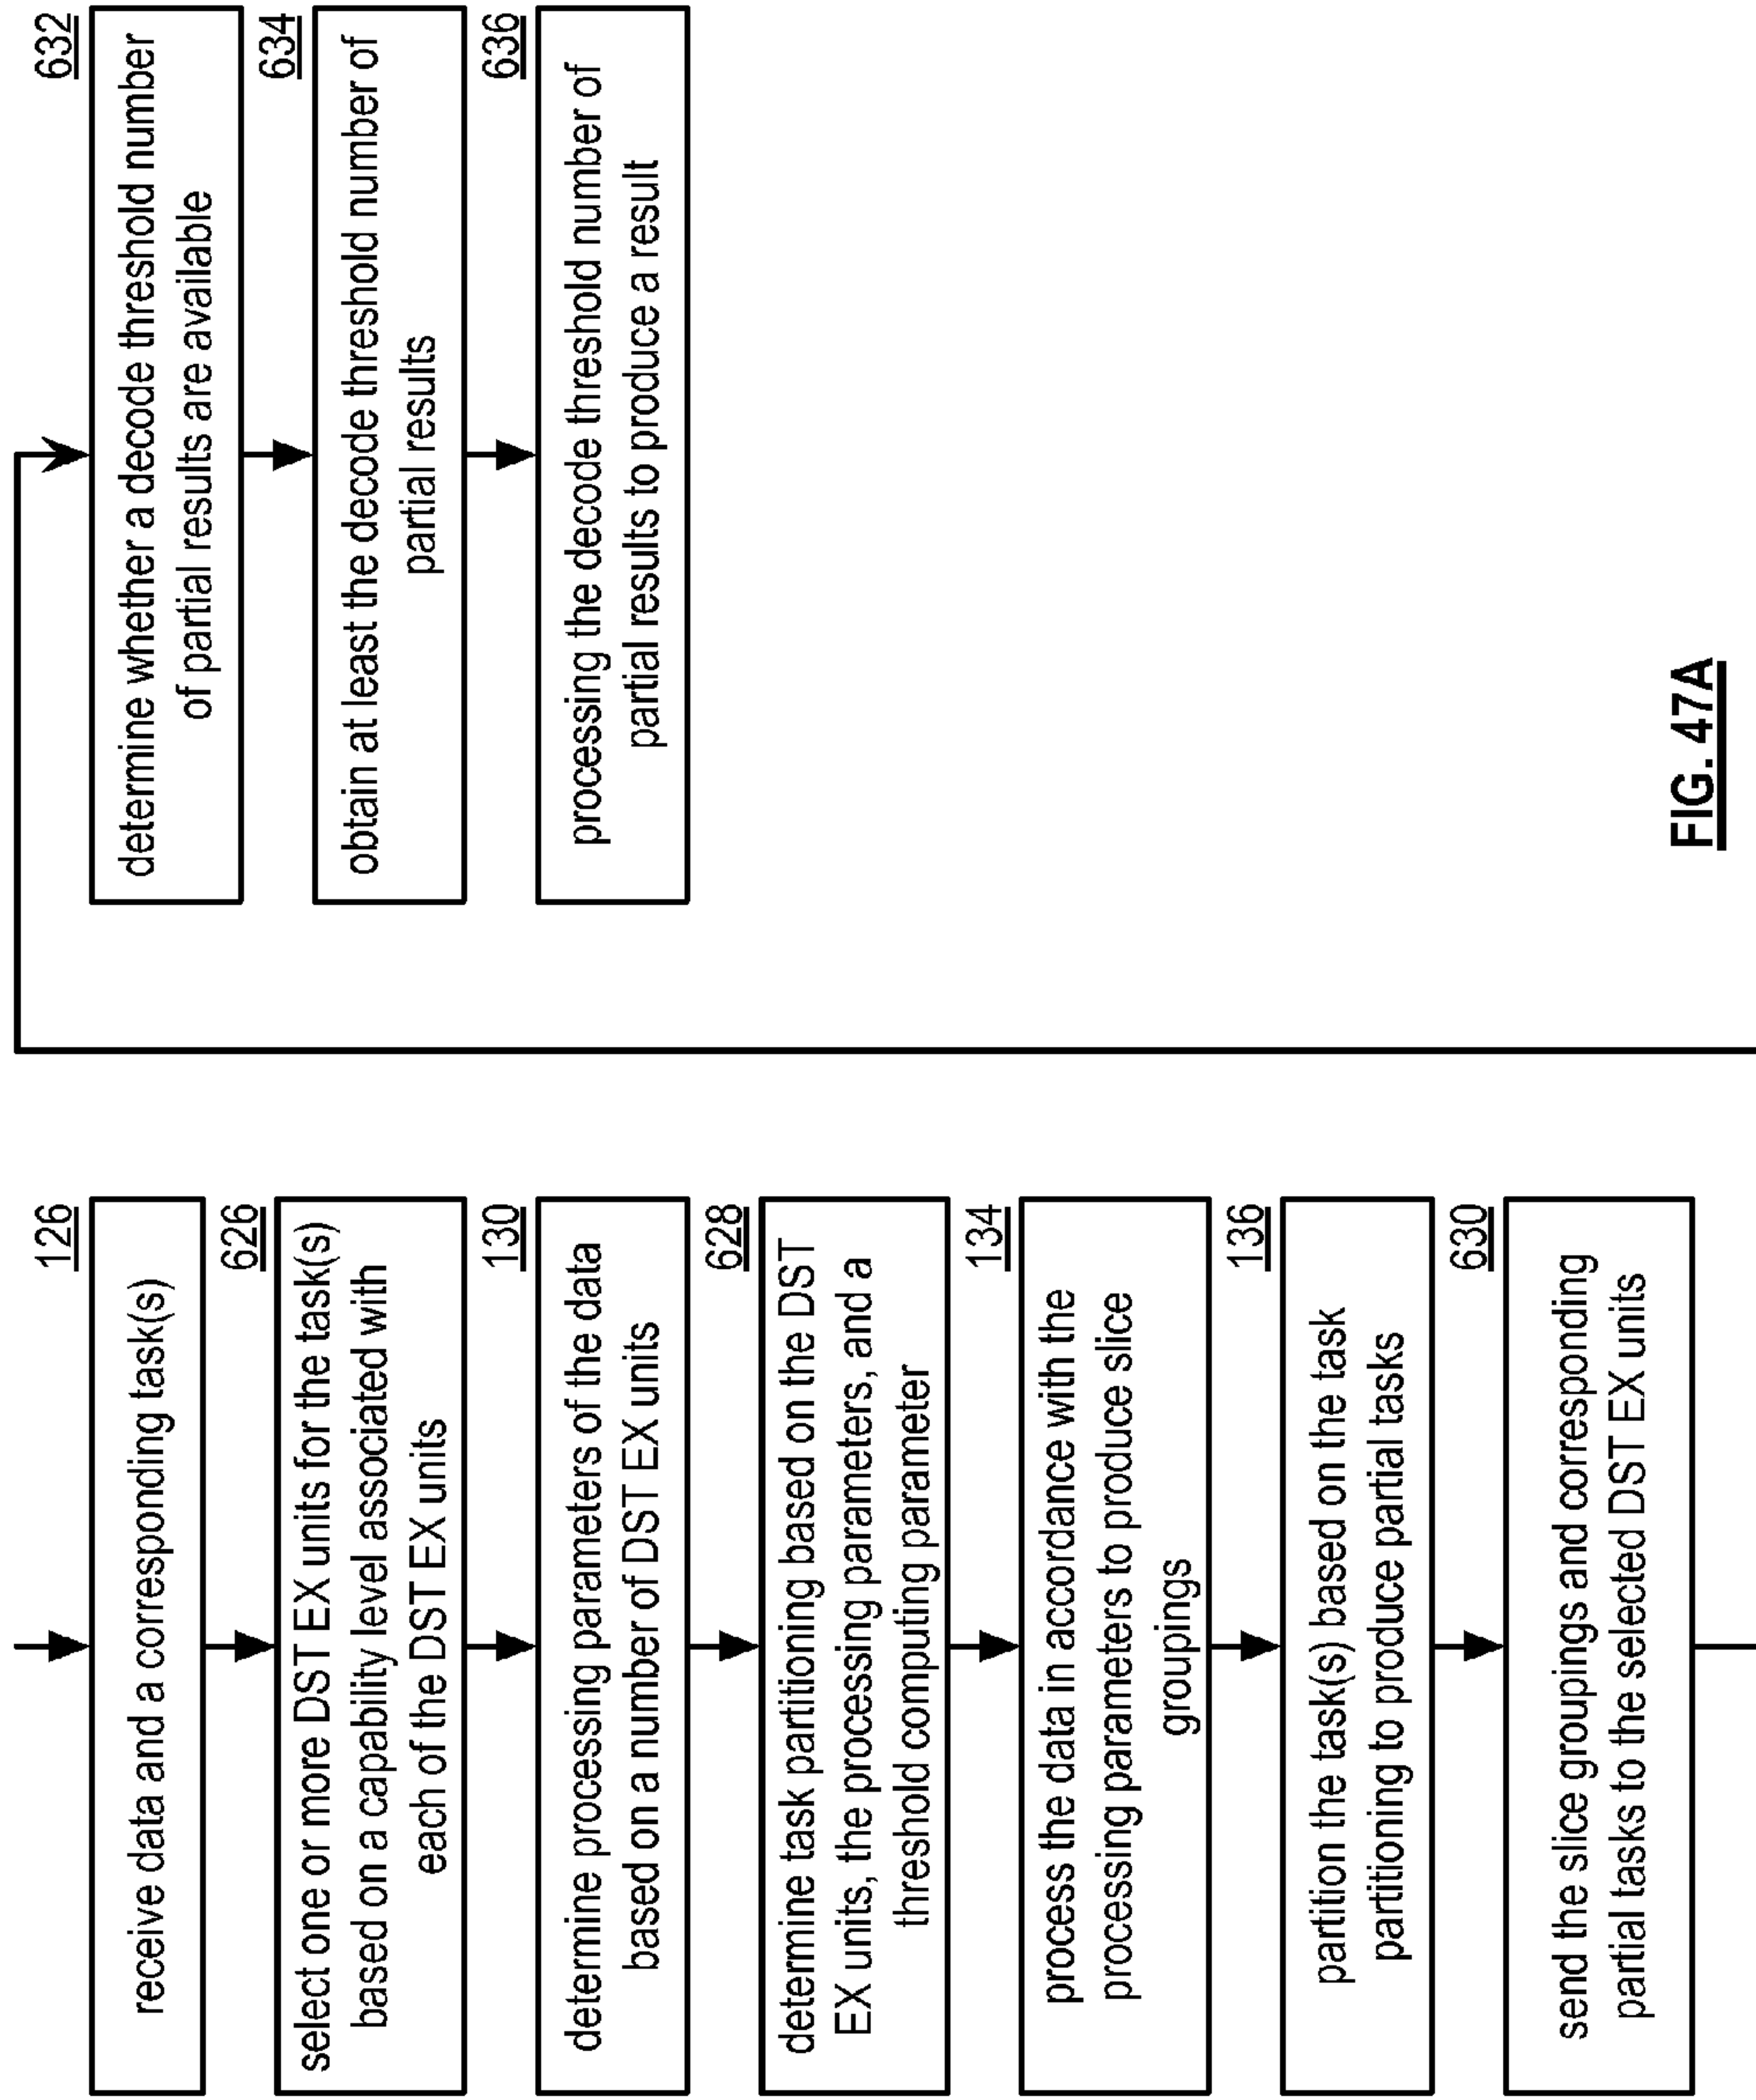 126
receive data and a corresponding task(s)
626
select one or more DST EX units for the task(s)
based on a capability level associated with
each of the DST EX units
130
determine processing parameters of the data
based on a number of DST EX units
628
determine task partitioning based on the DST
EX units, the processing parameters, and a
threshold computing parameter
134
process the data in accordance with the
processing parameters to produce slice
groupings
136
partition the task(s) based on the task
partitioning to produce partial tasks
630
send the slice groupings and corresponding
partial tasks to the selected DST EX units
632
determine whether a decode threshold number
of partial results are available
634
obtain at least the decode threshold number of
partial results
636
processing the decode threshold number of
partial results to produce a result
FIG. 47A